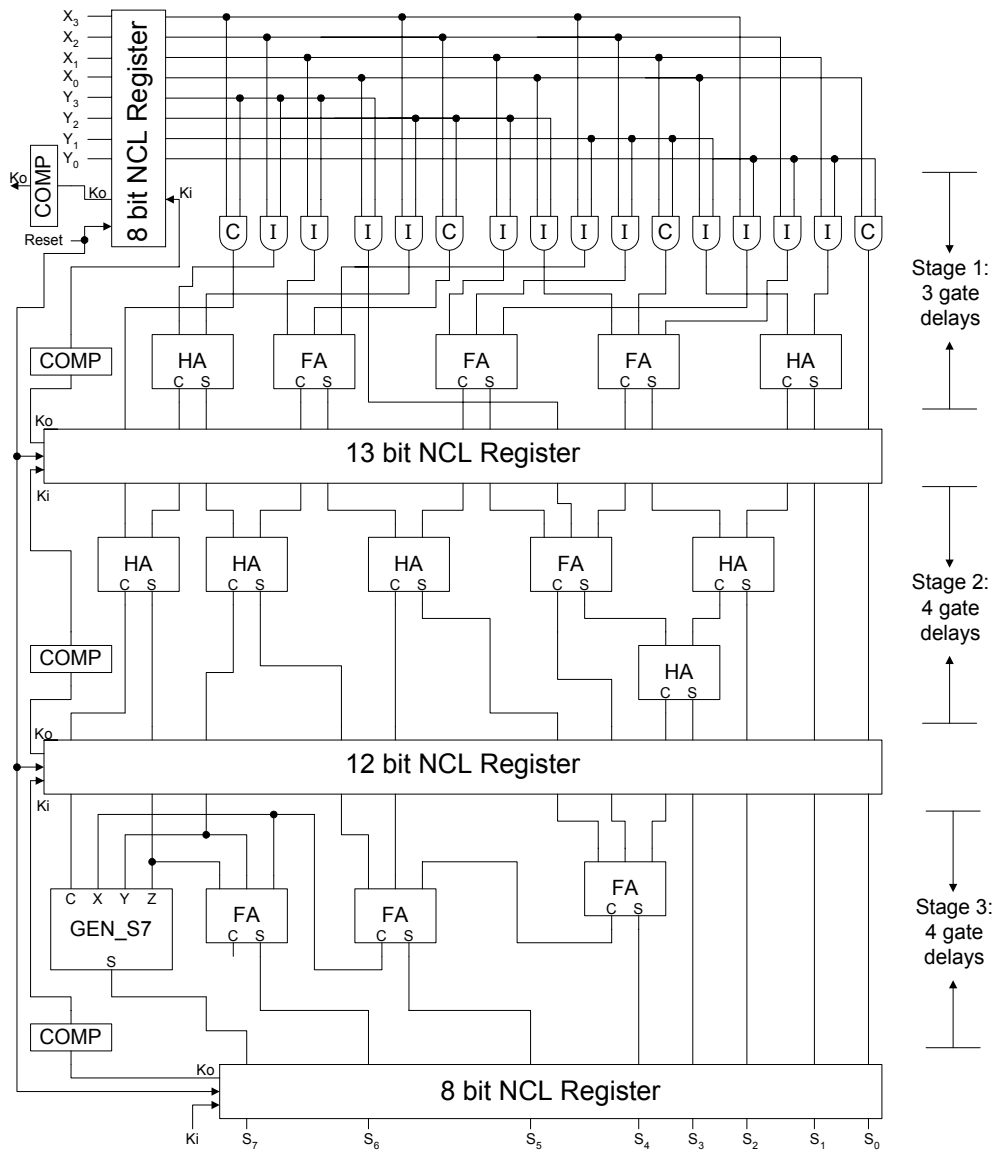 X3
X2
X1
X0
Y3
Y2
Y1
Y0
8 bit NCL Register
Ko
COMP
Ko
Ki
Reset
C I I I I C I I I I C I I I I C
Stage 1:
3 gate
delays
COMP
HA
C S
FA
C S
FA
C S
FA
C S
HA
C S
Ko
13 bit NCL Register
Ki
HA
C S
HA
C S
HA
C S
FA
C S
HA
C S
Stage 2:
4 gate
delays
COMP
HA
C S
Ko
12 bit NCL Register
Ki
C X Y Z
GEN_S7
S
FA
C S
FA
C S
FA
C S
Stage 3:
4 gate
delays
COMP
Ko
8 bit NCL Register
Ki
S7 S6 S5 S4 S3 S2 S1 S0